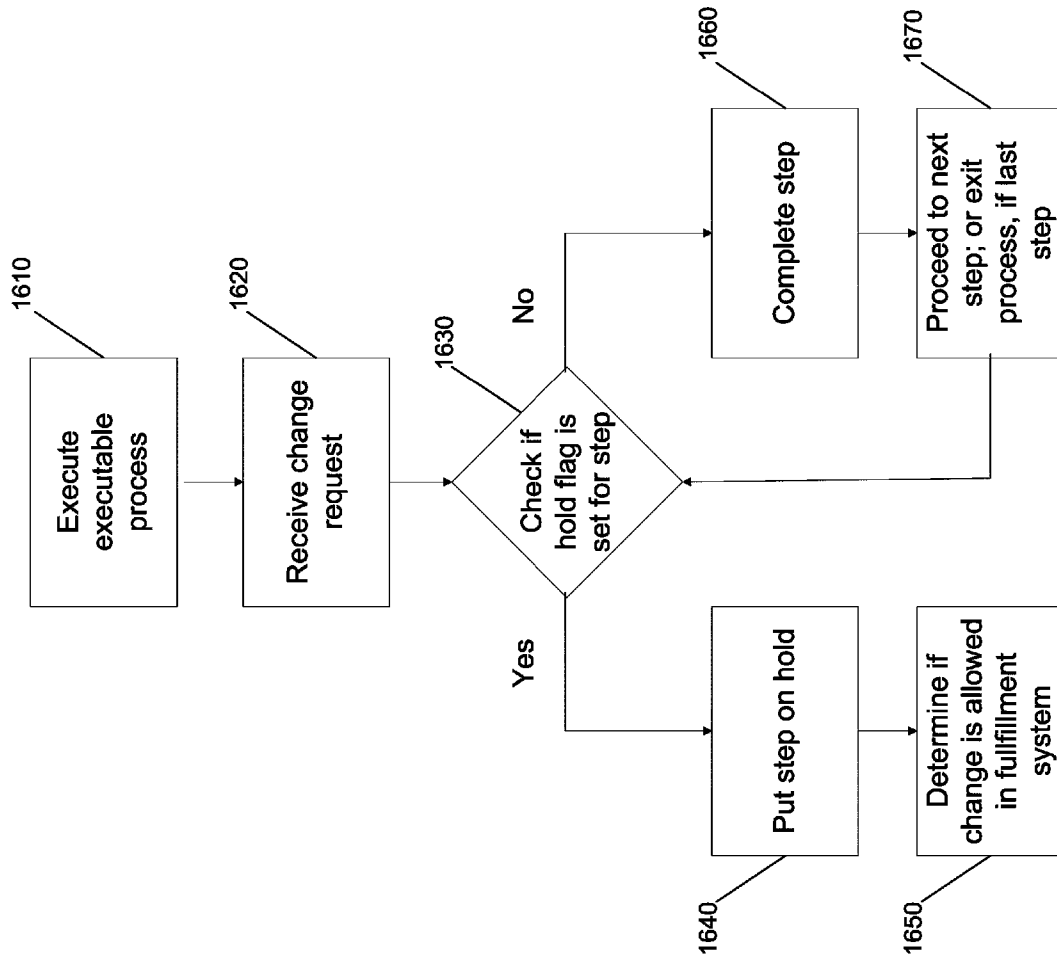 1610
Execute
executable
process
1620
Receive change
request
1630
Check if
hold flag is
set for step
Yes
No
1640
Put step on hold
1650
Determine if
change is allowed
in fullfillment
system
1660
Complete step
1670
Proceed to next
step; or exit
process, if last
step